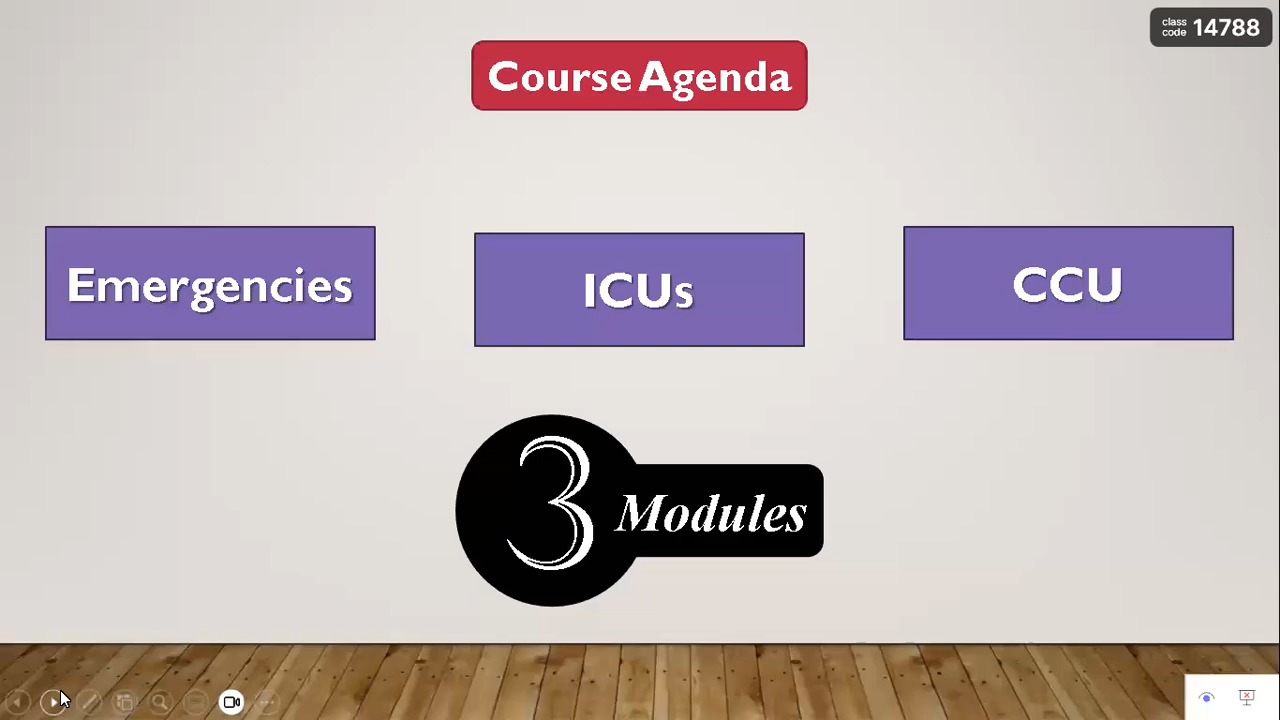 class
code 14788
Course Agenda
Emergencies
ICUs
CCU
3 Modules